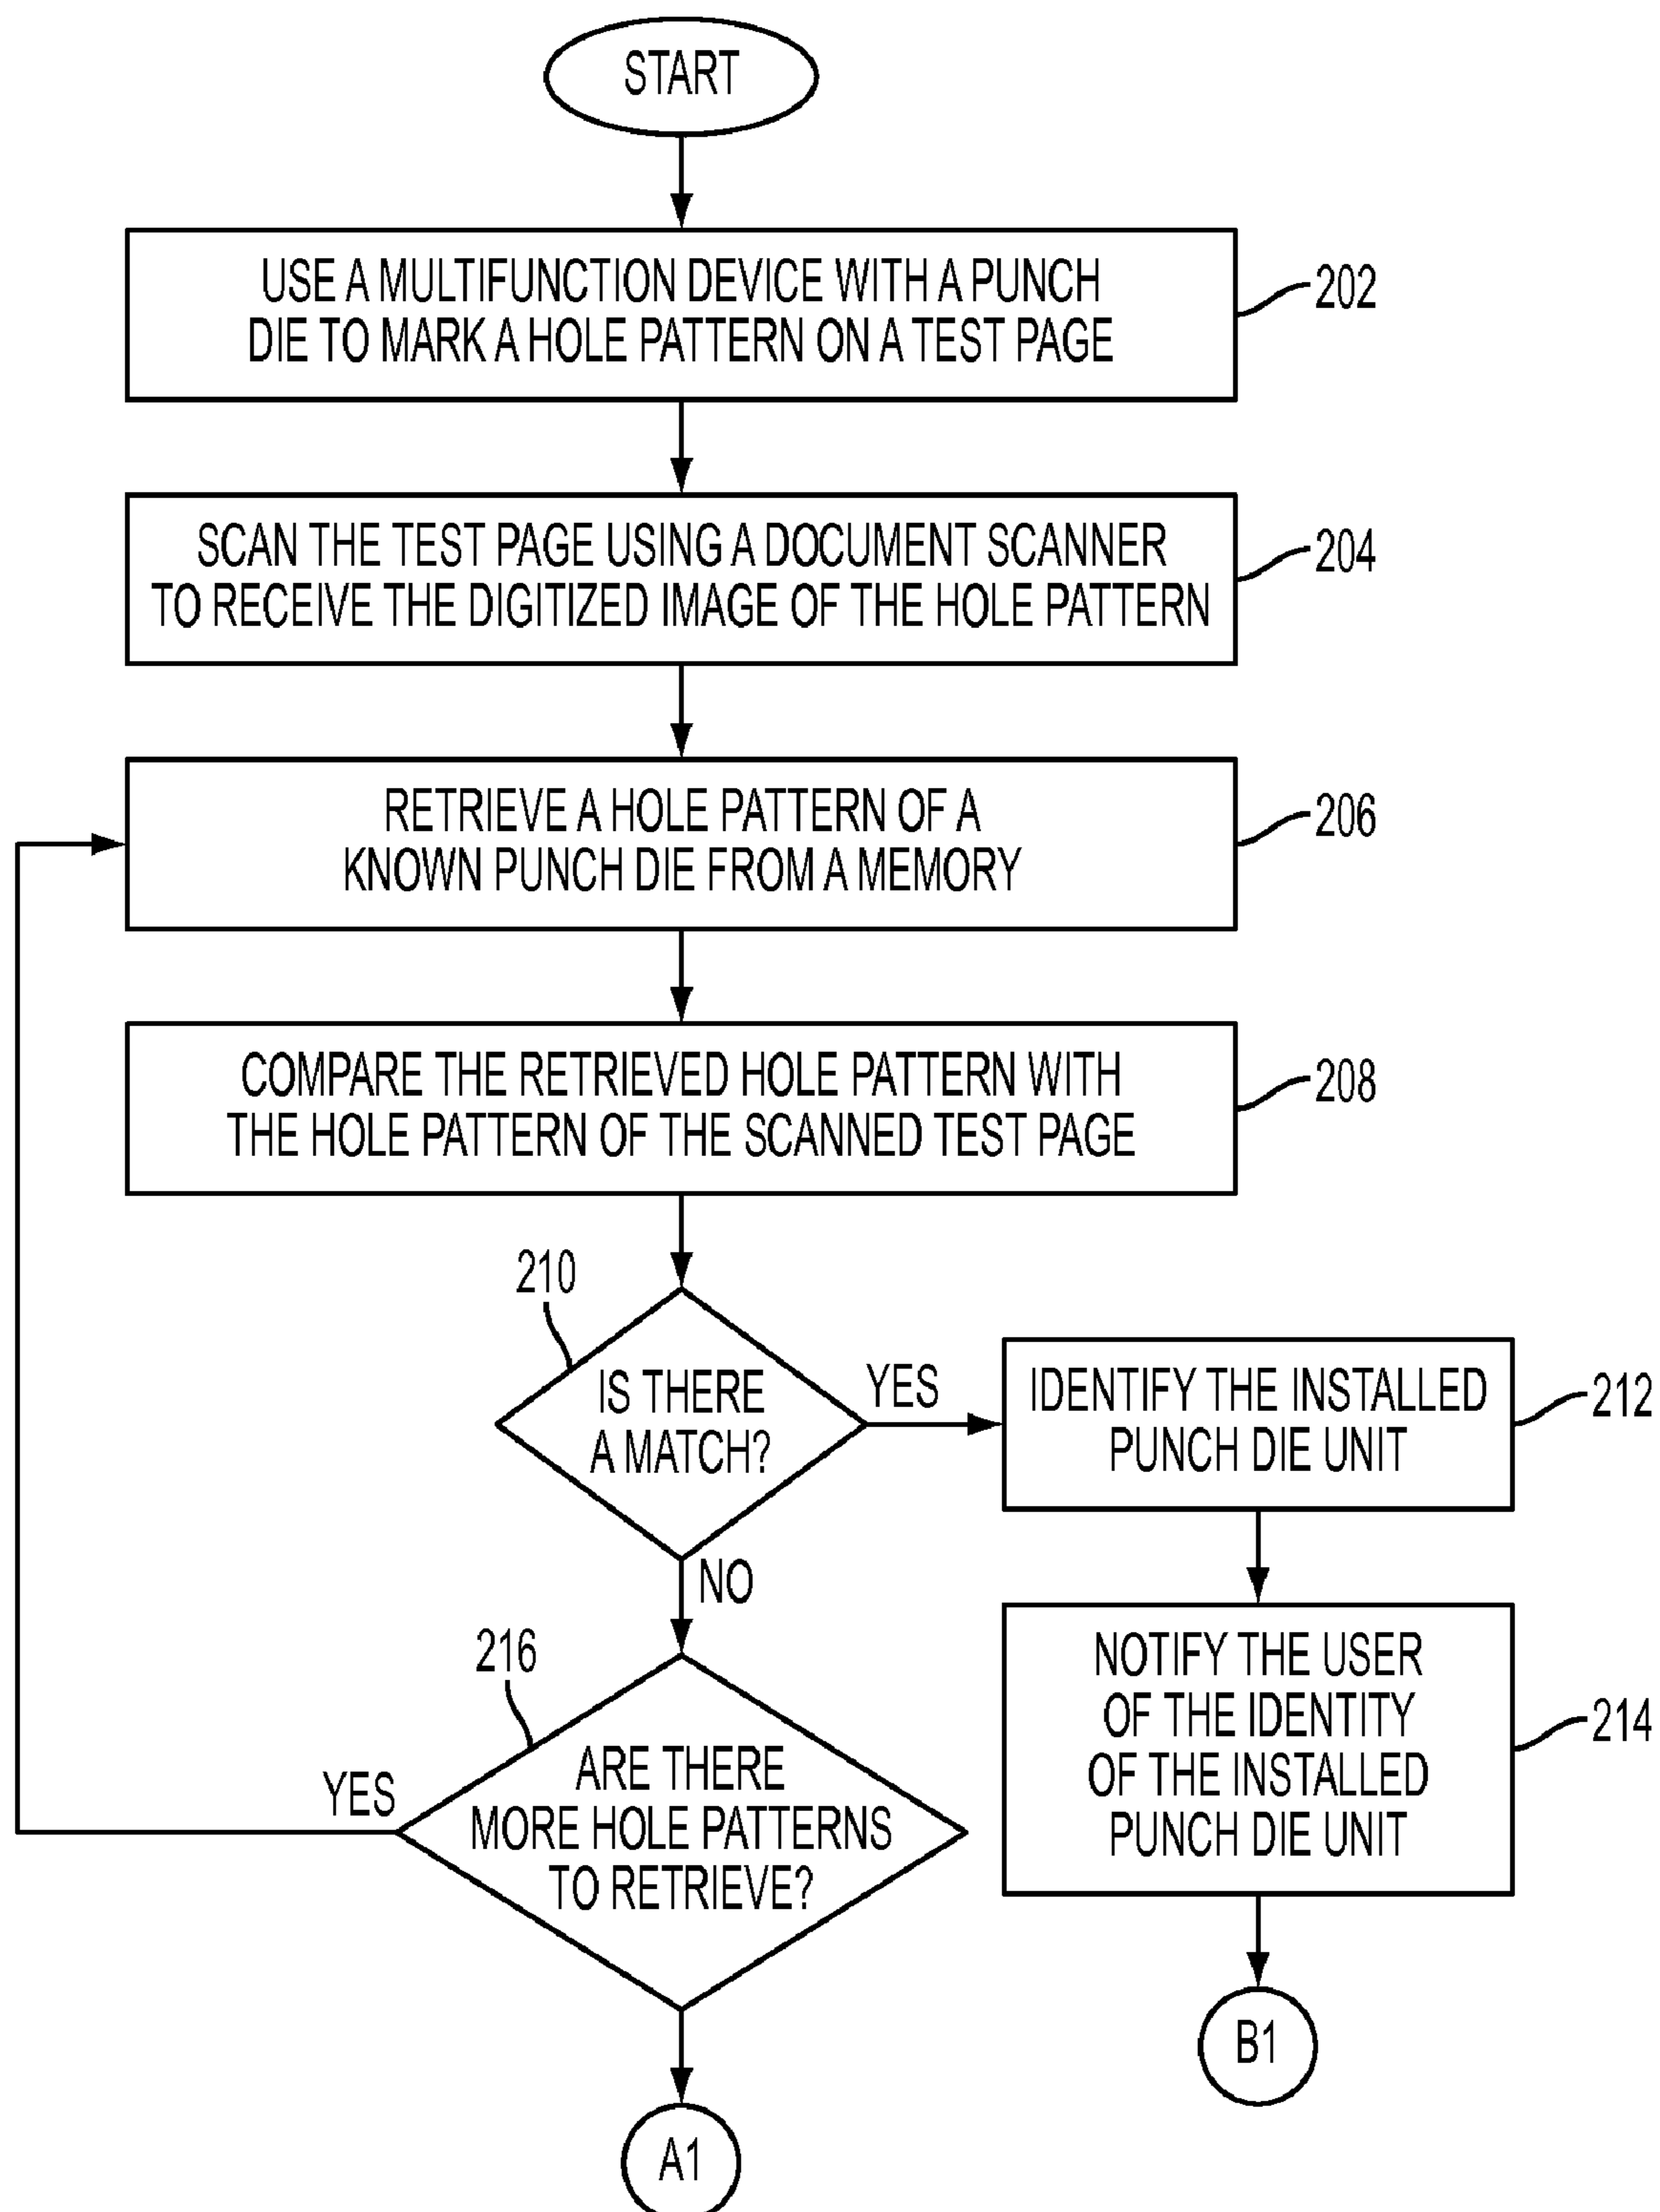 START
USE A MULTIFUNCTION DEVICE WITH A PUNCH
DIE TO MARK A HOLE PATTERN ON A TEST PAGE
202
SCAN THE TEST PAGE USING A DOCUMENT SCANNER
TO RECEIVE THE DIGITIZED IMAGE OF THE HOLE PATTERN
204
RETRIEVE A HOLE PATTERN OF A
KNOWN PUNCH DIE FROM A MEMORY
206
COMPARE THE RETRIEVED HOLE PATTERN WITH
THE HOLE PATTERN OF THE SCANNED TEST PAGE
208
210
IS THERE
A MATCH?
YES
IDENTIFY THE INSTALLED
PUNCH DIE UNIT
212
NO
NOTIFY THE USER
OF THE IDENTITY
OF THE INSTALLED
PUNCH DIE UNIT
214
216
ARE THERE
MORE HOLE PATTERNS
TO RETRIEVE?
YES
B1
A1